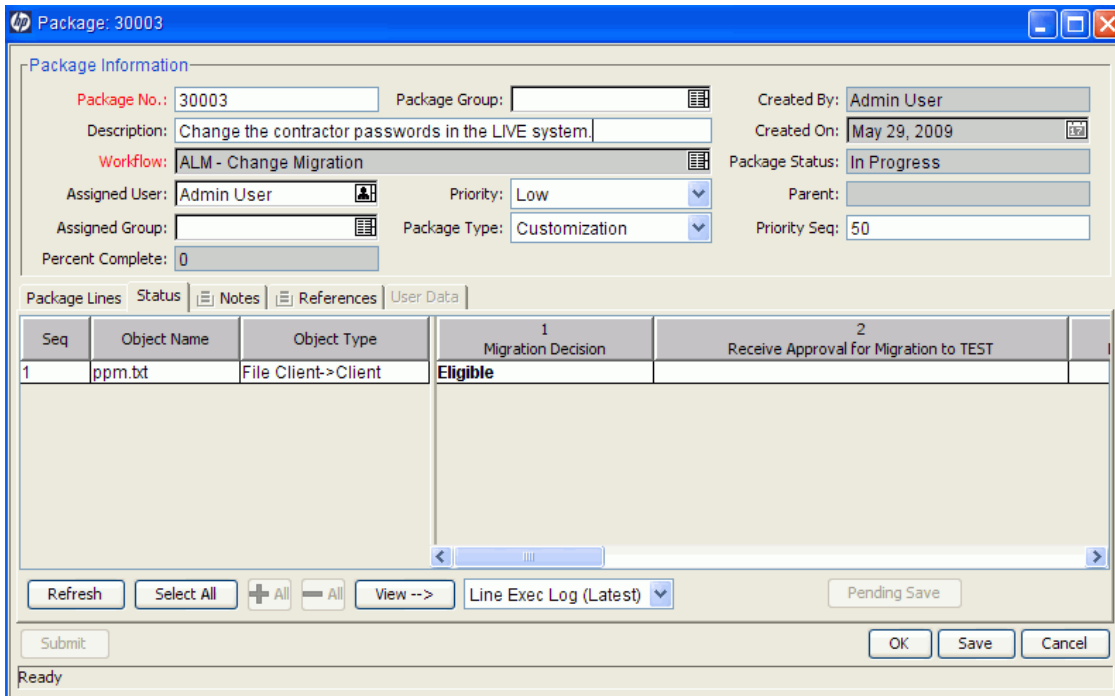 hp Package: 30003
Package Information
Package No.: 30003 Package Group: Created By: Admin User
Description: Change the contractor passwords in the LIVE system. Created On: May 29, 2009
Workflow: ALM - Change Migration Package Status: In Progress
Assigned User: Admin User Priority: Low Parent:
Assigned Group: Package Type: Customization Priority Seq: 50
Percent Complete: 0
Package Lines Status Notes References User Data
Seq Object Name Object Type 1 Migration Decision 2 Receive Approval for Migration to TEST
1 ppm.txt File Client->Client Eligible
Refresh Select All All All View --> Line Exec Log (Latest) Pending Save
Submit OK Save Cancel
Ready